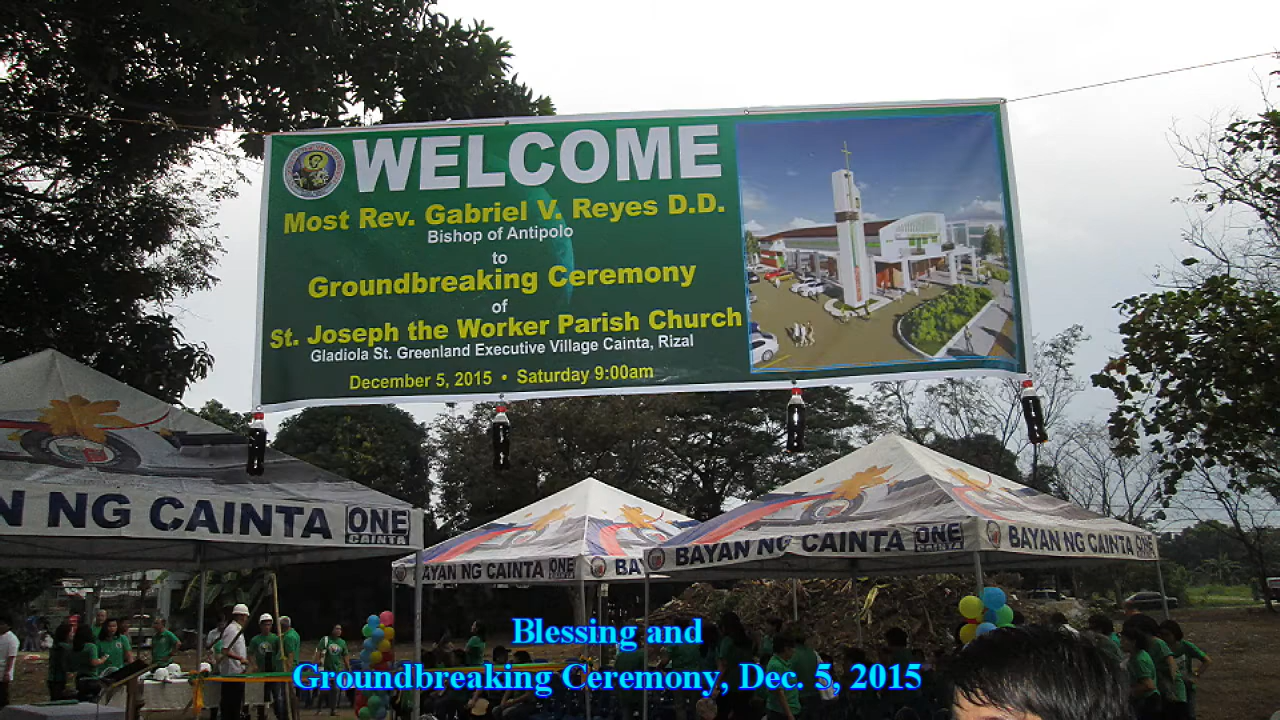 WELCOME
Most Rev. Gabriel V. Reyes D.D.
Bishop of Antipolo
to
Groundbreaking Ceremony
of
St. Joseph the Worker Parish Church
Gladiola St. Greenland Executive Village Cainta, Rizal
December 5, 2015 • Saturday 9:00am
N NG CAINTA ONE CAINTA
AYAN NG CAINTA ONE
BAYAN NG CAINTA ONE CAINTA
BAYAN NG CAINTA ONE
Blessing and
Groundbreaking Ceremony, Dec. 5, 2015